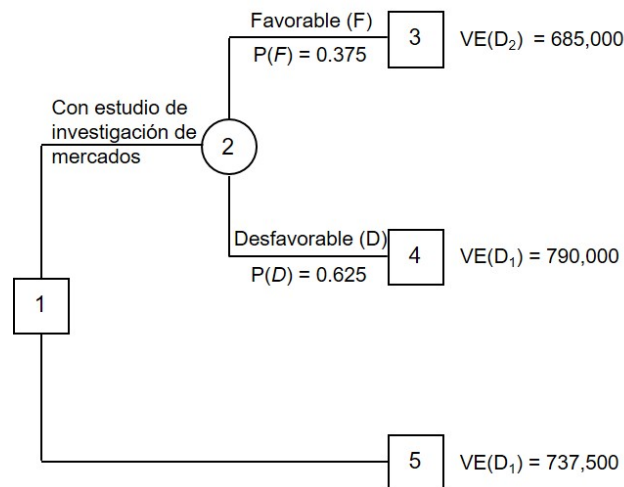 Favorable (F)
P(F) = 0.375
3
VE(D₂) = 685,000
Con estudio de
investigación de
mercados
2
Desfavorable (D)
P(D) = 0.625
4
VE(D₁) = 790,000
1
5
VE(D₁) = 737,500